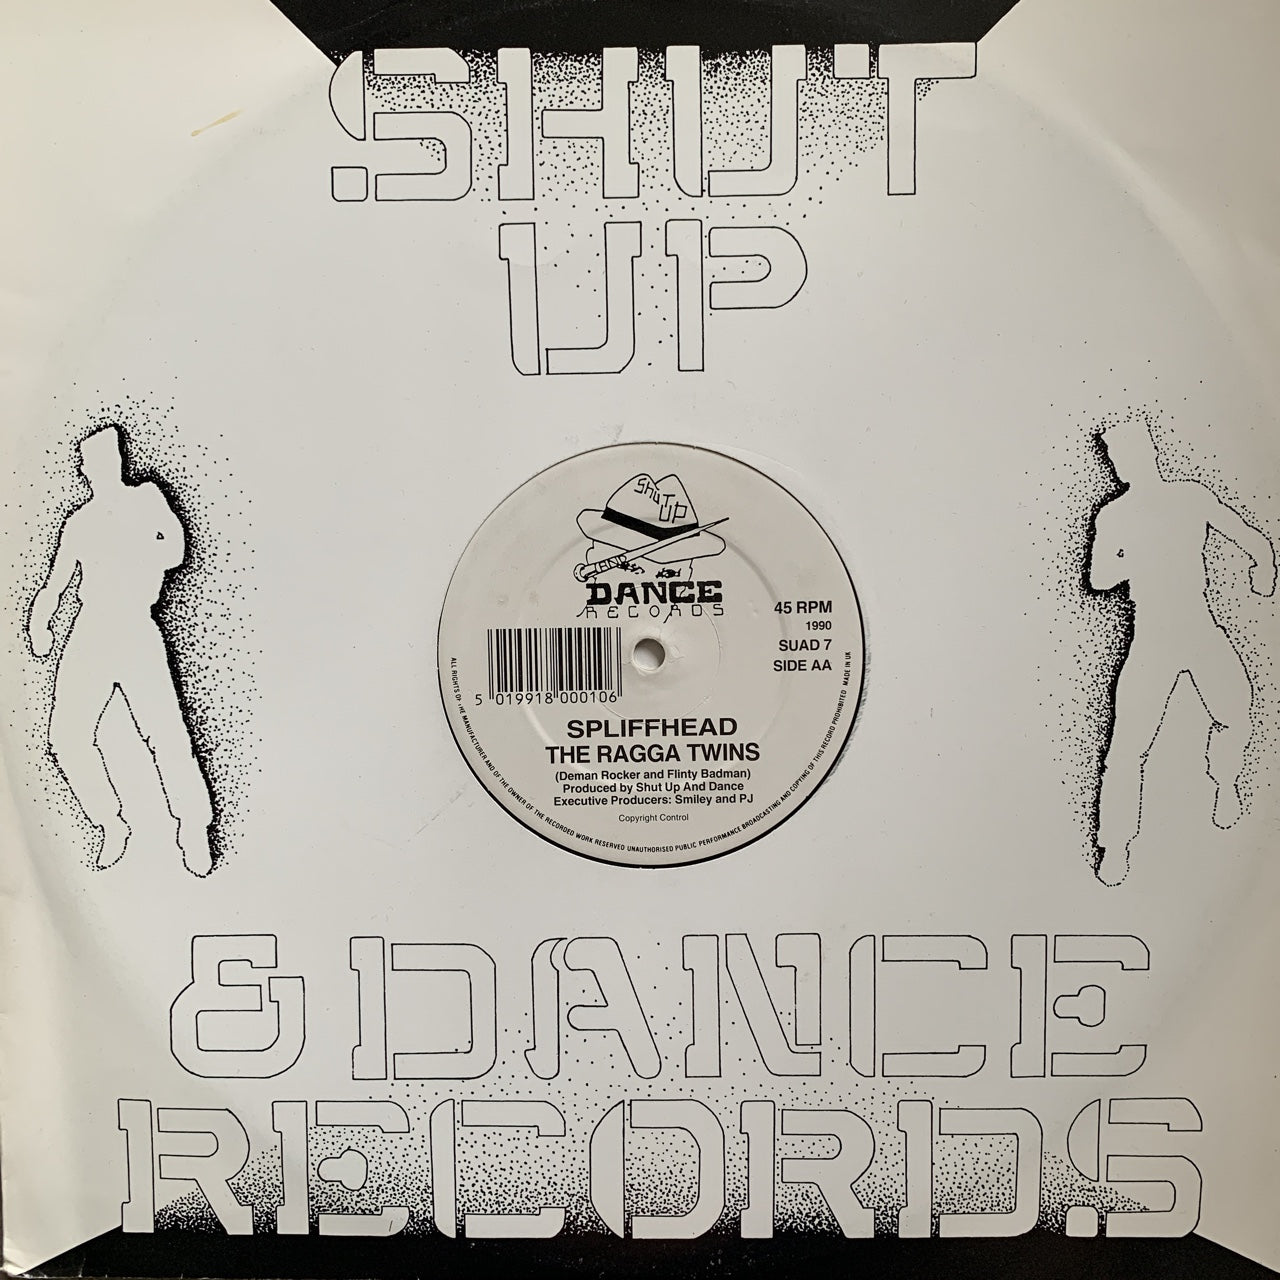 SHUT
UP
SHUT
UP
DANCE
RECORDS
45 RPM
1990
SUAD 7
SIDE AA
5 019918 000106
SPLIFFHEAD
THE RAGGA TWINS
(Deman Rocker and Flinty Badman)
Produced by Shut Up And Dance
Executive Producers: Smiley and PJ
Copyright Control
ALL RIGHTS OF THE MANUFACTURER AND OF THE OWNER OF THE RECORDED WORK RESERVED UNAUTHORISED PUBLIC PERFORMANCE BROADCASTING AND COPYING OF THIS RECORD PROHIBITED MADE IN UK
& DANCE
RECORDS